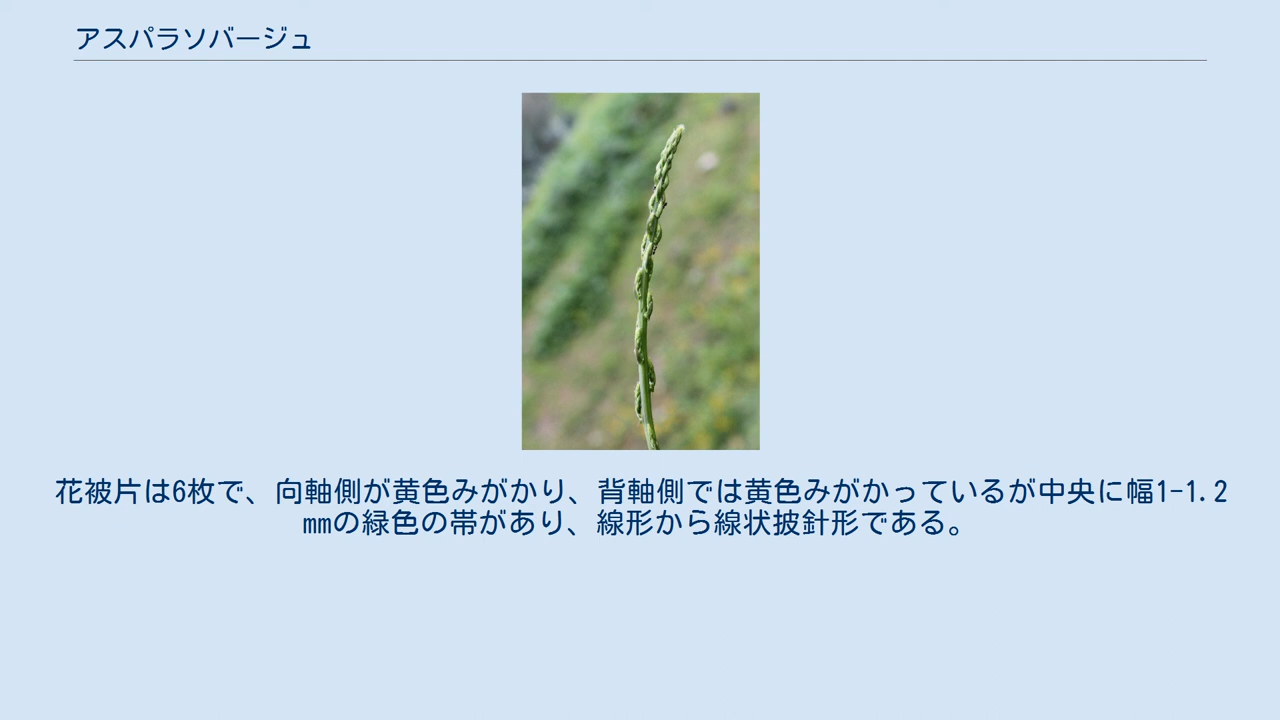 アスパラソバージュ
花被片は6枚で、向軸側が黄色みがかり、背軸側では黄色みがかっているが中央に幅1-1.2
mmの緑色の帯があり、線形から線状披針形である。